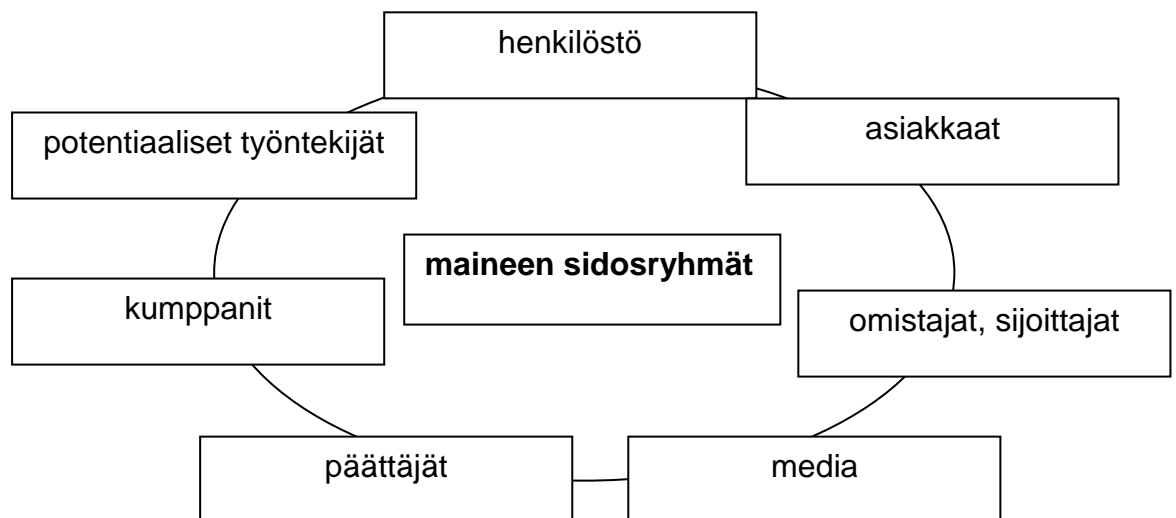 henkilöstö
potentiaaliset työntekijät
asiakkaat
maineen sidosryhmät
kumppanit
omistajat, sijoittajat
päättäjät
media